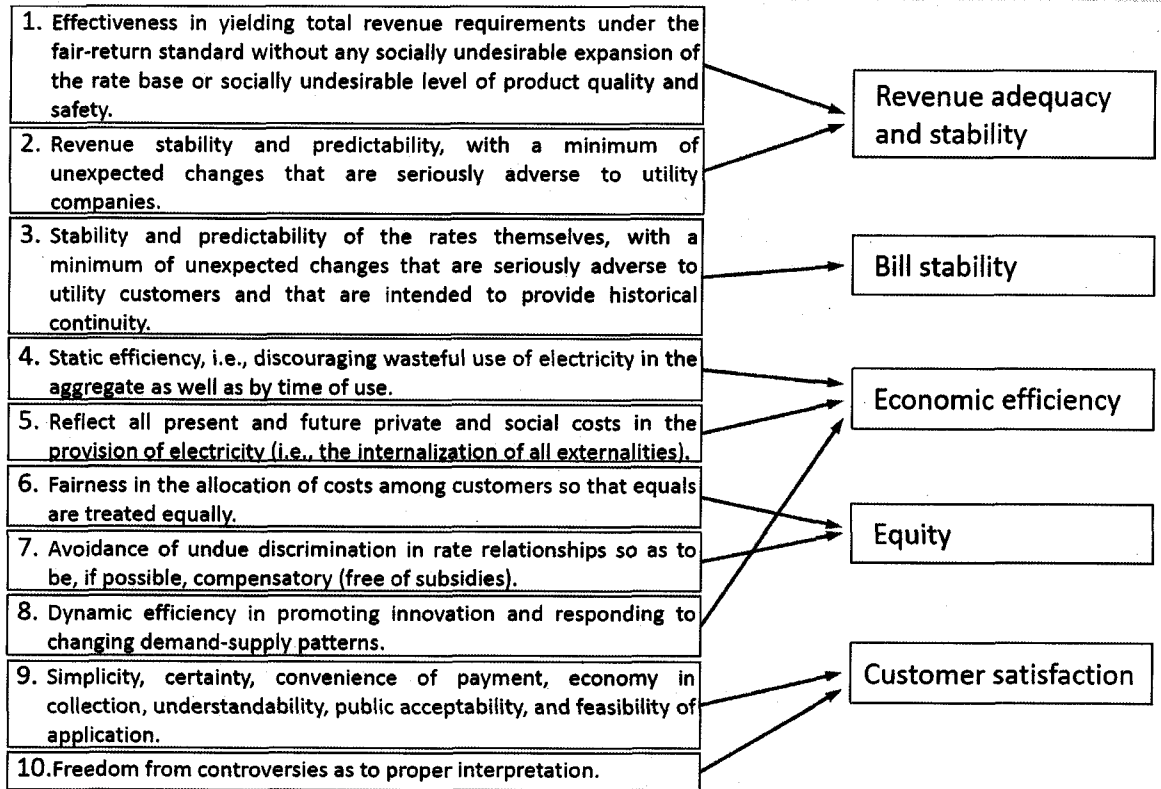 1. Effectiveness in yielding total revenue requirements under the
fair-return standard without any socially undesirable expansion of
the rate base or socially undesirable level of product quality and
safety.
2. Revenue stability and predictability, with a minimum of
unexpected changes that are seriously adverse to utility
companies.
3. Stability and predictability of the rates themselves, with a
minimum of unexpected changes that are seriously adverse to
utility customers and that are intended to provide historical
continuity.
4. Static efficiency, i.e., discouraging wasteful use of electricity in the
aggregate as well as by time of use.
5. Reflect all present and future private and social costs in the
provision of electricity (i.e., the internalization of all externalities).
6. Fairness in the allocation of costs among customers so that equals
are treated equally.
7. Avoidance of undue discrimination in rate relationships so as to
be, if possible, compensatory (free of subsidies).
8. Dynamic efficiency in promoting innovation and responding to
changing demand-supply patterns.
9. Simplicity, certainty, convenience of payment, economy in
collection, understandability, public acceptability, and feasibility of
application.
10.Freedom from controversies as to proper interpretation.
Revenue adequacy
and stability
Bill stability
Economic efficiency
Equity
Customer satisfaction